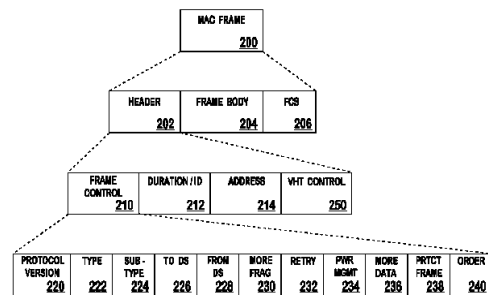 MAC FRAME
200
HEADER FRAME BODY FCS
202 204 206
FRAME CONTROL DURATION / ID ADDRESS VHT CONTROL
210 212 214 250
PROTOCOL VERSION TYPE SUB-TYPE TO DS FROM DS MORE FRAG RETRY PWR MGMT MORE DATA PRTCT FRAME ORDER
220 222 224 226 228 230 232 234 236 238 240